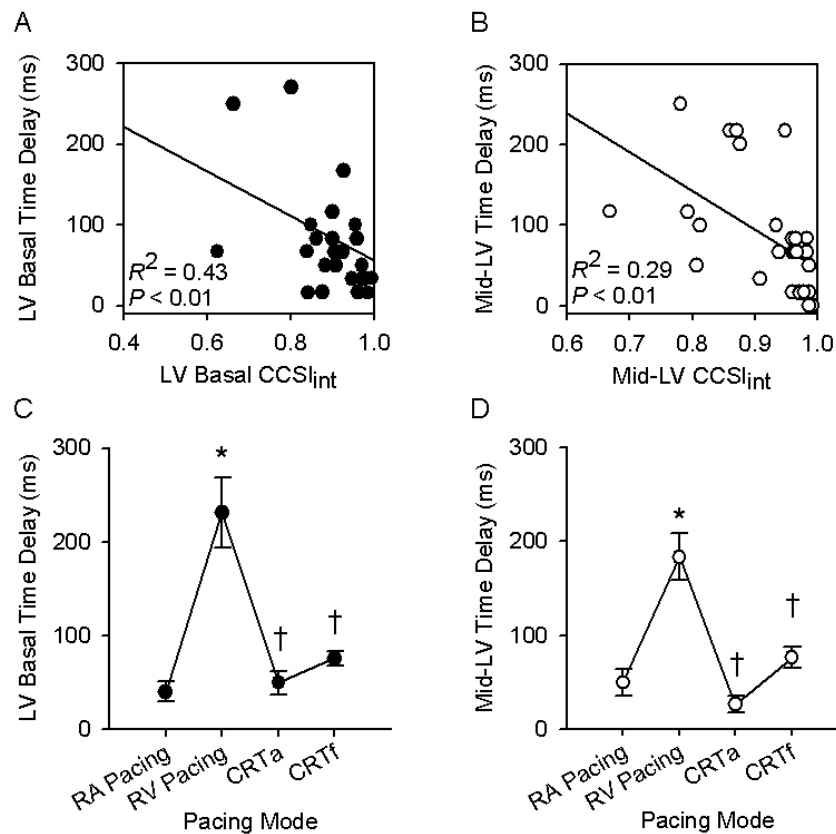 A
LV Basal Time Delay (ms)
300
200
100
0
R² = 0.43
P < 0.01
0.4 0.6 0.8 1.0
LV Basal CCSIint
B
Mid-LV Time Delay (ms)
300
200
100
0
R² = 0.29
P < 0.01
0.6 0.7 0.8 0.9 1.0
Mid-LV CCSIint
C
LV Basal Time Delay (ms)
300
200
100
0
*
†
†
RA Pacing RV Pacing CRTa CRTf
Pacing Mode
D
Mid-LV Time Delay (ms)
300
200
100
0
*
†
†
RA Pacing RV Pacing CRTa CRTf
Pacing Mode